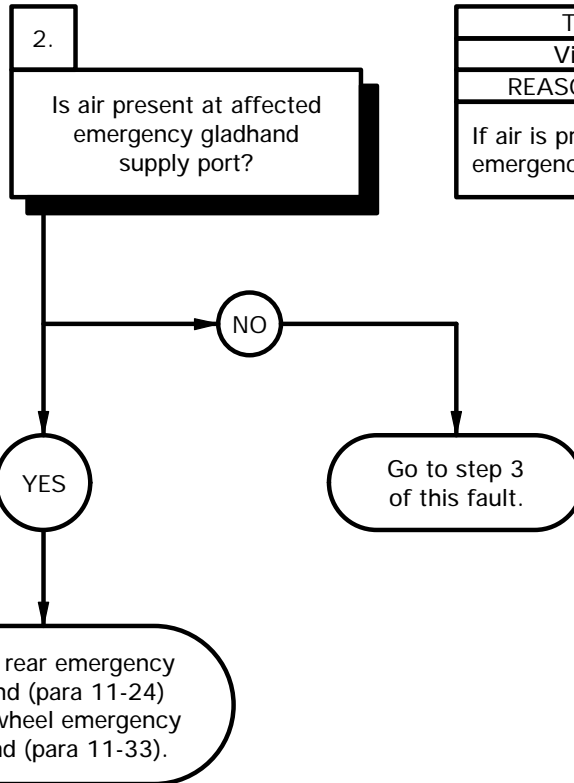 2.
Is air present at affected
emergency gladhand
supply port?
REASO
If air is pr
emergenc
NO
YES
Go to step 3
of this fault.
rear emergency
nd (para 11-24)
wheel emergency
nd (para 11-33).